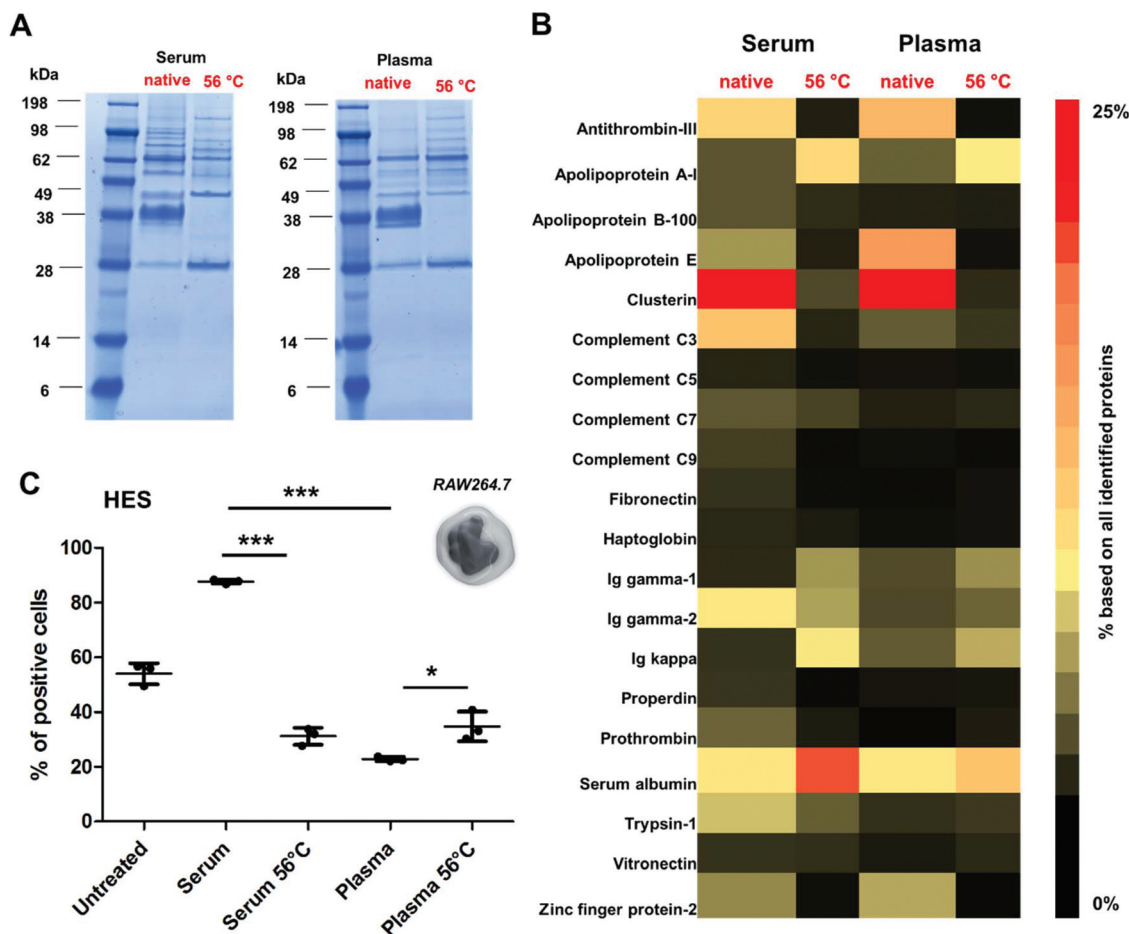 A
Serum
kDa
native 56 °C
198
98
62
49
38
28
14
6
Plasma
kDa
native 56 °C
198
98
62
49
38
28
14
6
B
Serum Plasma
native 56 °C native 56 °C
Antithrombin-III
Apolipoprotein A-I
Apolipoprotein B-100
Apolipoprotein E
Clusterin
Complement C3
Complement C5
Complement C7
Complement C9
Fibronectin
Haptoglobin
Ig gamma-1
Ig gamma-2
Ig kappa
Properdin
Prothrombin
Serum albumin
Trypsin-1
Vitronectin
Zinc finger protein-2
25%
% based on all identified proteins
0%
C
HES
RAW264.7
***
***
*
% of positive cells
100
80
60
40
20
0
Untreated
Serum
Serum 56°C
Plasma
Plasma 56°C